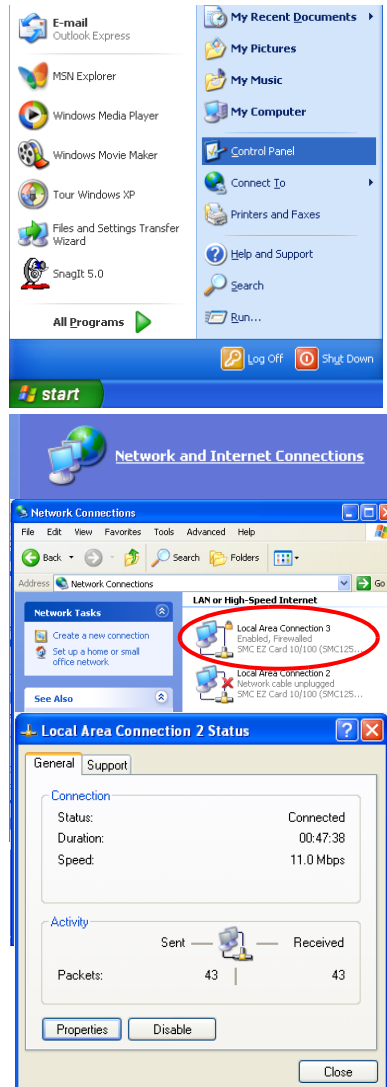 E-mail
Outlook Express
MSN Explorer
Windows Media Player
Windows Movie Maker
Tour Windows XP
Files and Settings Transfer
Wizard
SnagIt 5.0
All Programs
My Recent Documents
My Pictures
My Music
My Computer
Control Panel
Connect To
Printers and Faxes
Help and Support
Search
Run...
Log Off
Shut Down
start
Network and Internet Connections
Network Connections
File Edit View Favorites Tools Advanced Help
Back Search Folders
Address Network Connections Go
Network Tasks
Create a new connection
Set up a home or small
office network
See Also
LAN or High-Speed Internet
Local Area Connection 3
Enabled, Firewalled
SMC EZ Card 10/100 (SMC125...
Local Area Connection 2
Network cable unplugged
SMC EZ Card 10/100 (SMC125...
Local Area Connection 2 Status
General Support
Connection
Status: Connected
Duration: 00:47:38
Speed: 11.0 Mbps
Activity
Sent Received
Packets: 43 43
Properties Disable
Close